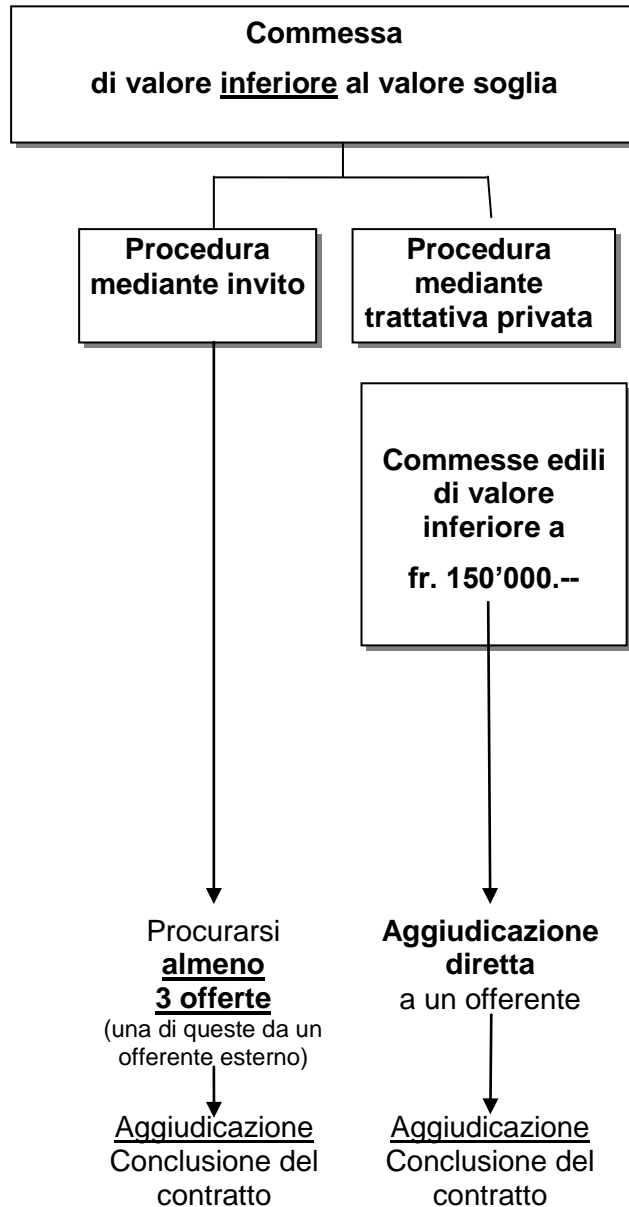 Commessa
di valore inferiore al valore soglia
Procedura
mediante invito
Procedura
mediante
trattativa privata
Commesse edili
di valore
inferiore a
fr. 150’000.--
Procurarsi
almeno
3 offerte
(una di queste da un
offerente esterno)
Aggiudicazione
Conclusione del
contratto
Aggiudicazione
diretta
a un offerente
Aggiudicazione
Conclusione del
contratto